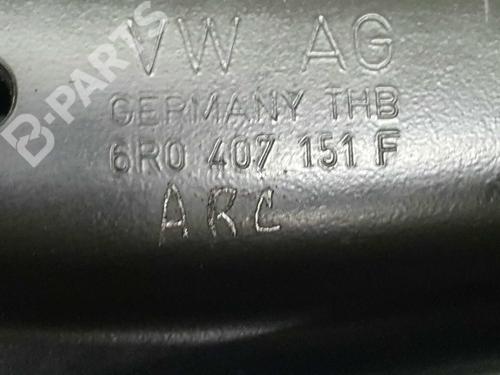 B-PARTS
VW AG
GERMANY THB
6R0 407 151 F
ARC